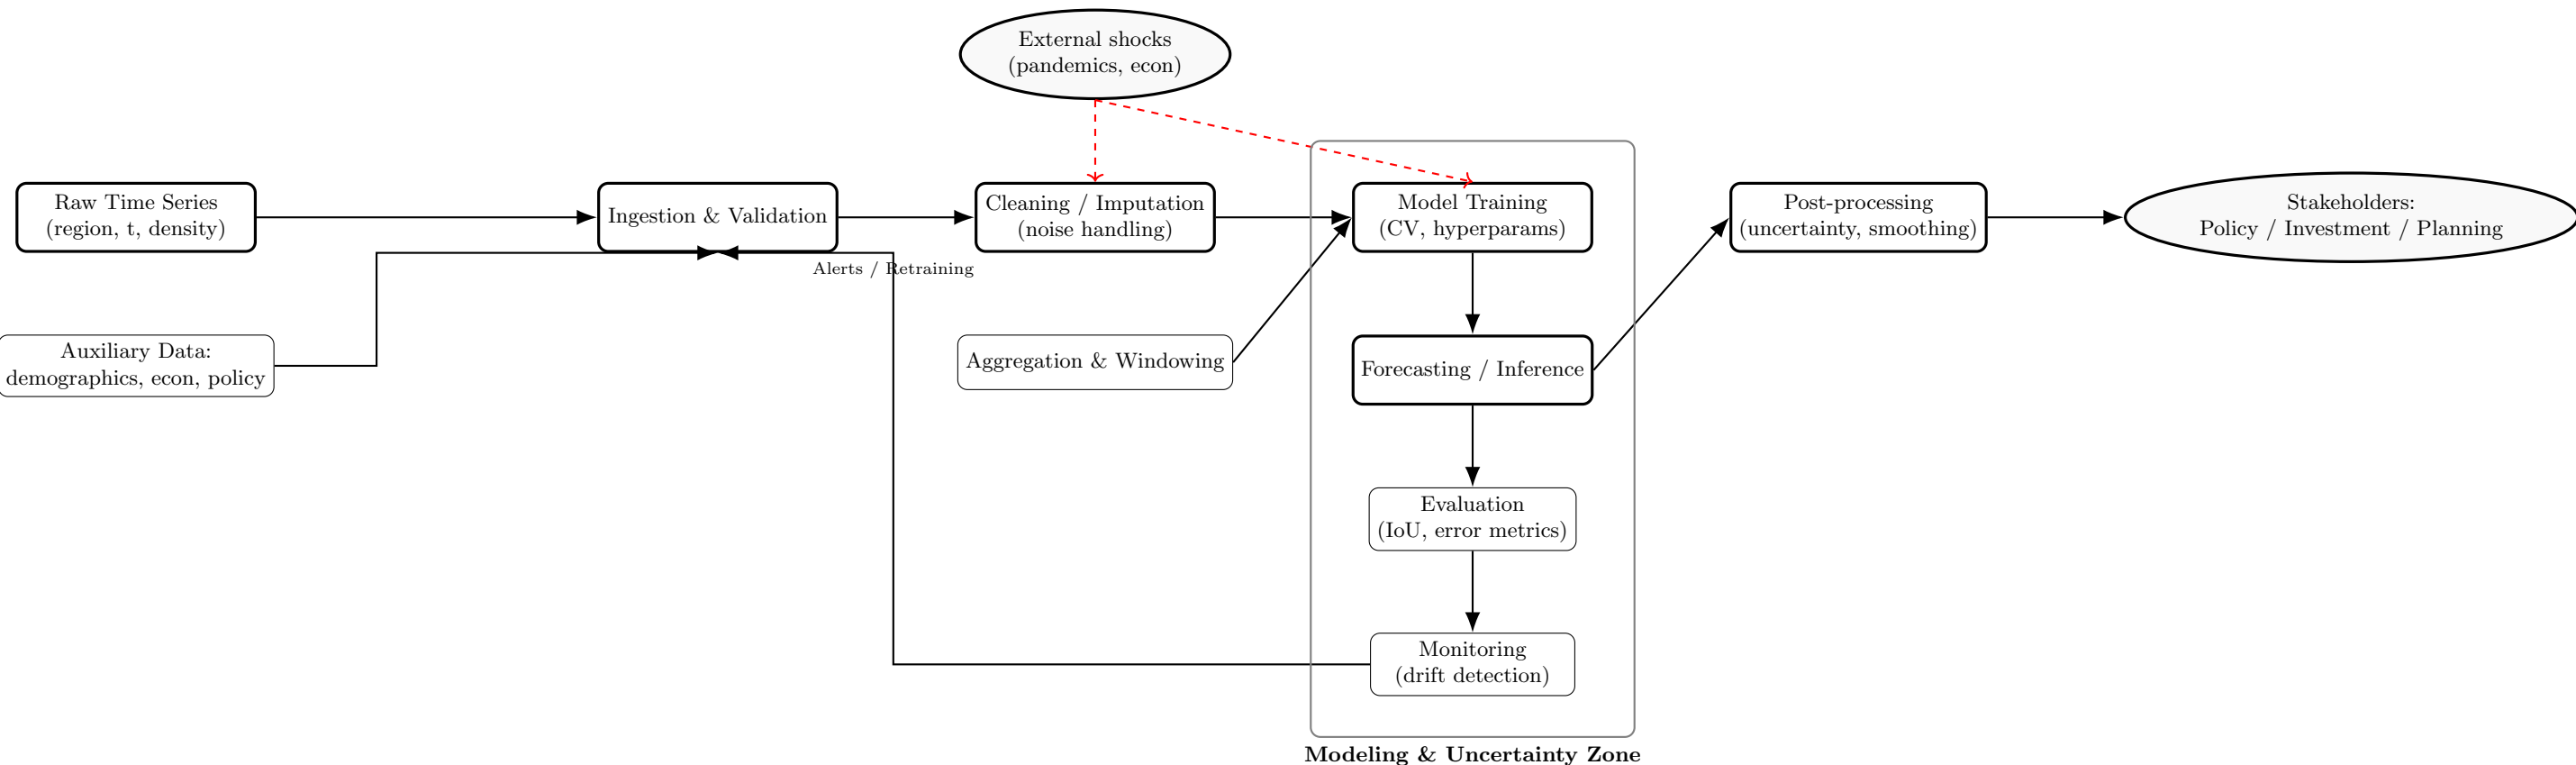 External shocks
(pandemics, econ)
Raw Time Series
(region, t, density)
Ingestion & Validation
Cleaning / Imputation
(noise handling)
Model Training
(CV, hyperparams)
Post-processing
(uncertainty, smoothing)
Stakeholders:
Policy / Investment / Planning
Alerts / Retraining
Auxiliary Data:
demographics, econ, policy
Aggregation & Windowing
Forecasting / Inference
Evaluation
(IoU, error metrics)
Monitoring
(drift detection)
Modeling & Uncertainty Zone